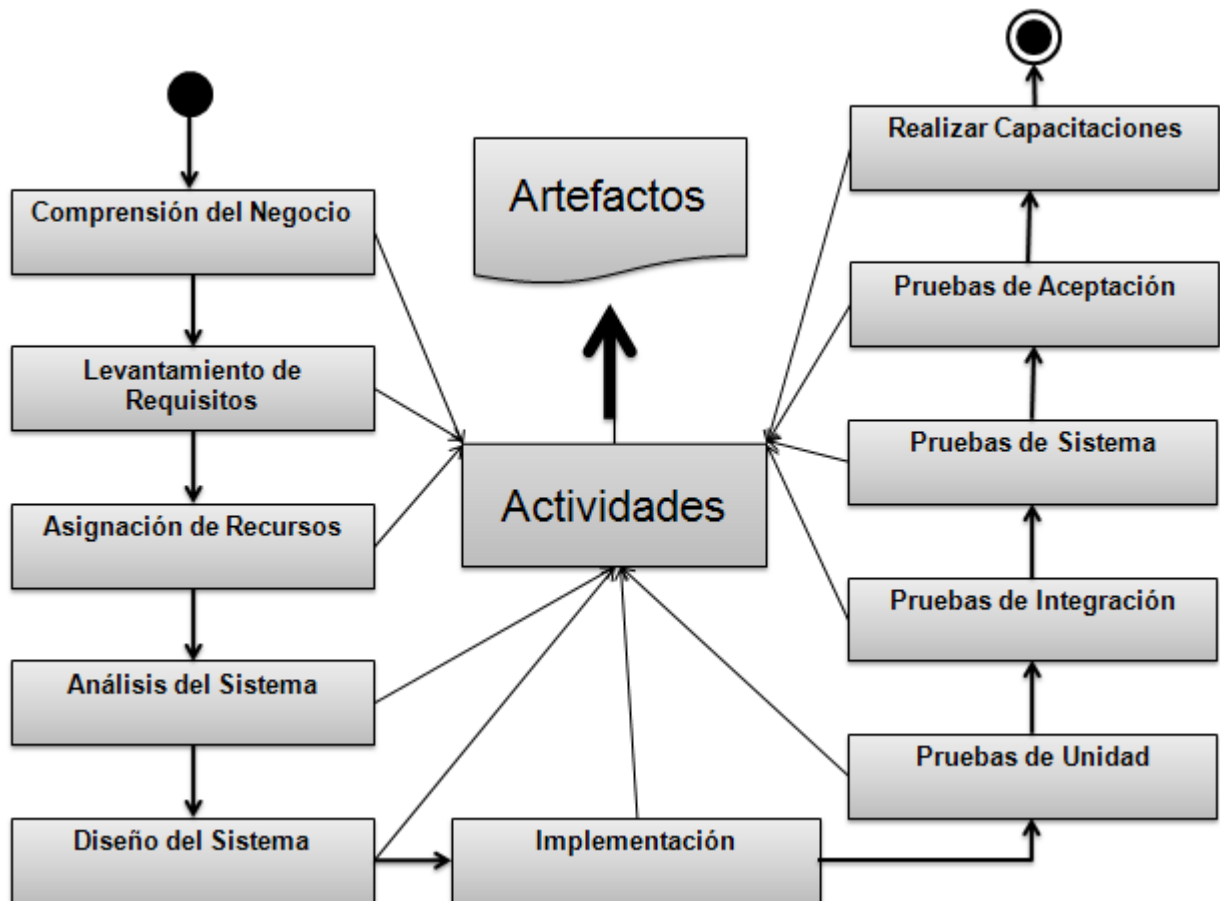 Comprensión del Negocio
Levantamiento de
Requisitos
Asignación de Recursos
Análisis del Sistema
Diseño del Sistema
Implementación
Artefactos
Actividades
Realizar Capacitaciones
Pruebas de Aceptación
Pruebas de Sistema
Pruebas de Integración
Pruebas de Unidad